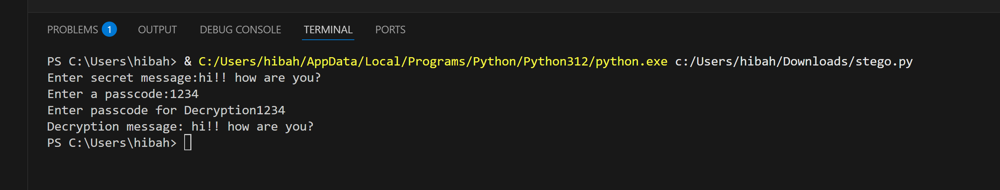 PROBLEMS 1 OUTPUT DEBUG CONSOLE TERMINAL PORTS
PS C:\Users\hibah> & C:/Users/hibah/AppData/Local/Programs/Python/Python312/python.exe c:/Users/hibah/Downloads/stego.py
Enter secret message:hi!! how are you?
Enter a passcode:1234
Enter passcode for Decryption1234
Decryption message: hi!! how are you?
PS C:\Users\hibah>